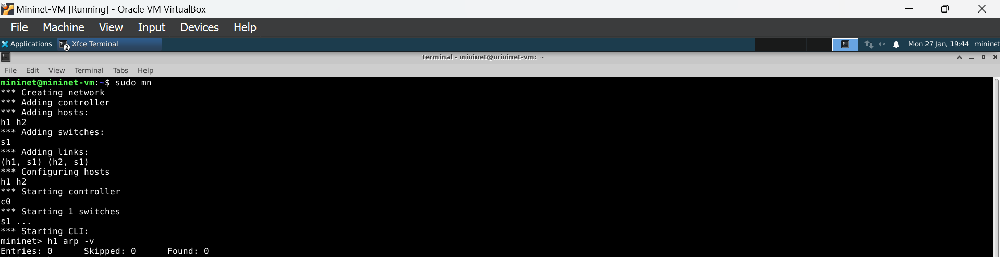 Mininet-VM [Running] - Oracle VM VirtualBox
File Machine View Input Devices Help
Applications Xfce Terminal Mon 27 Jan, 19:44 mininet
2
Terminal - mininet@mininet-vm: ~
File Edit View Terminal Tabs Help
mininet@mininet-vm:~$ sudo mn
*** Creating network
*** Adding controller
*** Adding hosts:
h1 h2
*** Adding switches:
s1
*** Adding links:
(h1, s1) (h2, s1)
*** Configuring hosts
h1 h2
*** Starting controller
c0
*** Starting 1 switches
s1 ...
*** Starting CLI:
mininet> h1 arp -v
Entries: 0 Skipped: 0 Found: 0